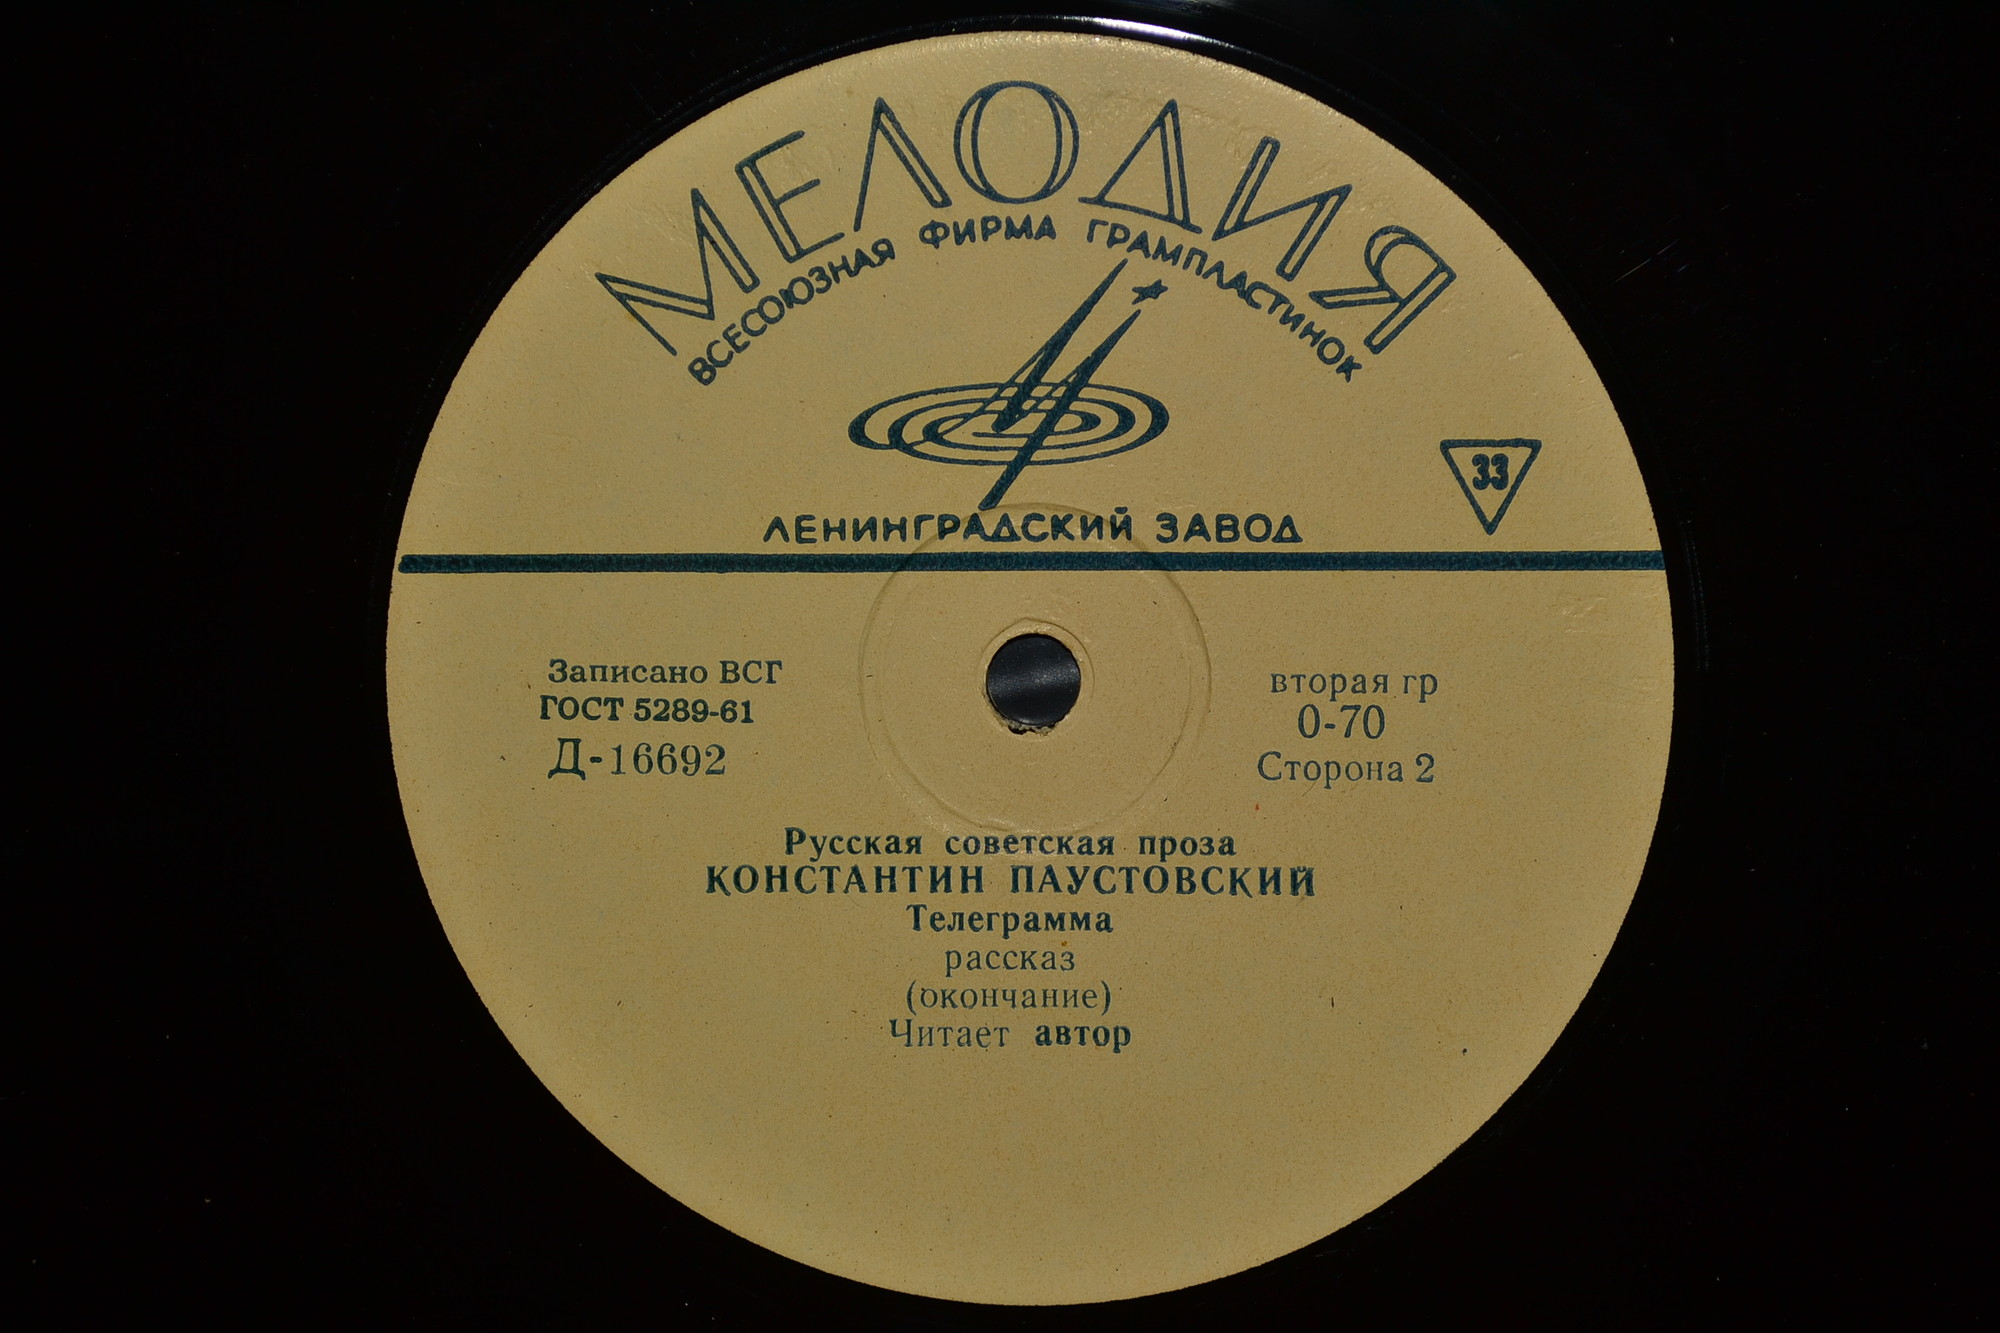 МЕЛОДИЯ
ВСЕСОЮЗНАЯ ФИРМА ГРАМПЛАСТИНОК
33
ЛЕНИНГРАДСКИЙ ЗАВОД
Записано ВСГ
ГОСТ 5289-61
Д-16692
вторая гр
0-70
Сторона 2
Русская советская проза
КОНСТАНТИН ПАУСТОВСКИЙ
Телеграмма
рассказ
(окончание)
Читает автор